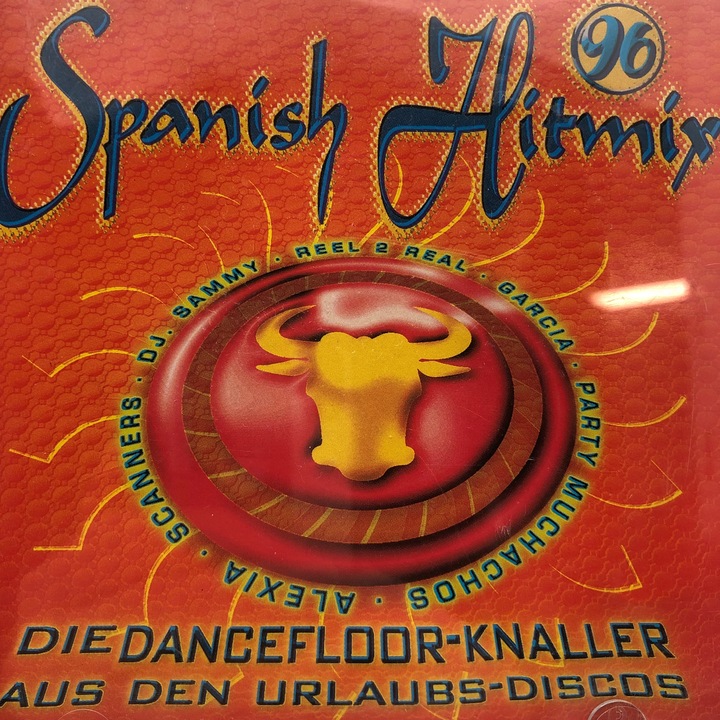 Spanish Hitmix
96
SCANNERS · DJ. SAMMY · REEL 2 REAL · GARCIA · PARTY MUCHACHOS · ALEXIA ·
DIE DANCEFLOOR-KNALLER
AUS DEN URLAUBS-DISCOS